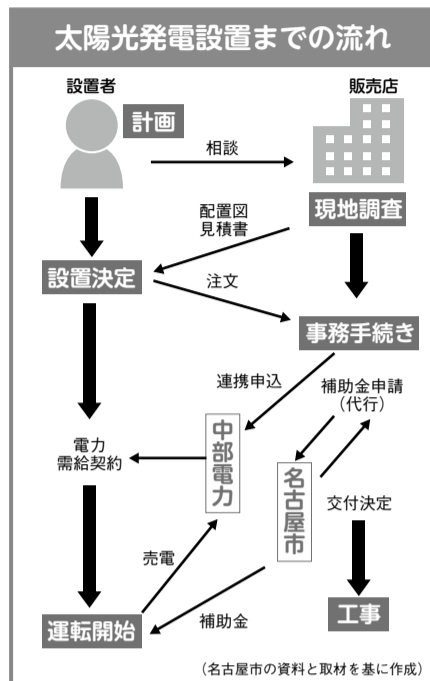 太陽光発電設置までの流れ
設置者
販売店
計画
相談
現地調査
配置図
見積書
設置決定
注文
事務手続き
連携申込
補助金申請
（代行）
中部電力
電力
需給契約
名古屋市
交付決定
売電
補助金
運転開始
工事
（名古屋市の資料と取材を基に作成）